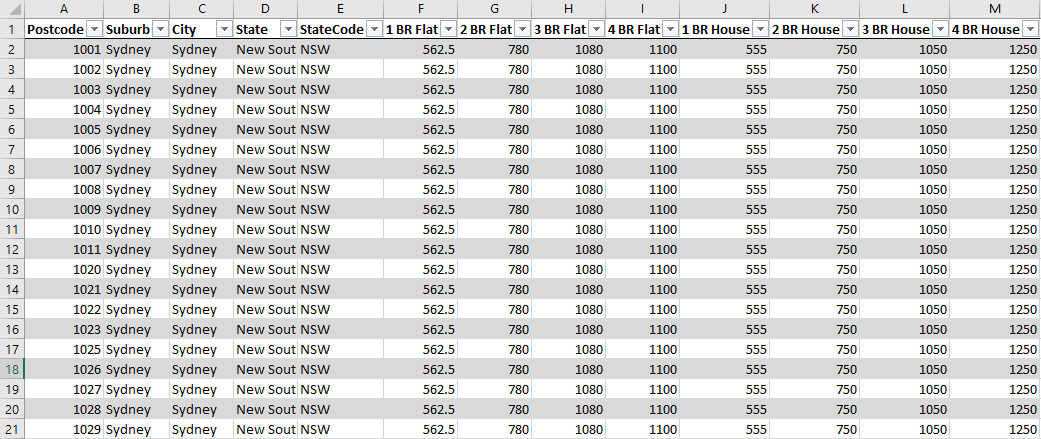 A B C D E F G H I J K L M
1 Postcode Suburb City State StateCode 1 BR Flat 2 BR Flat 3 BR Flat 4 BR Flat 1 BR House 2 BR House 3 BR House 4 BR House
2 1001 Sydney Sydney New Sout NSW 562.5 780 1080 1100 555 750 1050 1250
3 1002 Sydney Sydney New Sout NSW 562.5 780 1080 1100 555 750 1050 1250
4 1003 Sydney Sydney New Sout NSW 562.5 780 1080 1100 555 750 1050 1250
5 1004 Sydney Sydney New Sout NSW 562.5 780 1080 1100 555 750 1050 1250
6 1005 Sydney Sydney New Sout NSW 562.5 780 1080 1100 555 750 1050 1250
7 1006 Sydney Sydney New Sout NSW 562.5 780 1080 1100 555 750 1050 1250
8 1007 Sydney Sydney New Sout NSW 562.5 780 1080 1100 555 750 1050 1250
9 1008 Sydney Sydney New Sout NSW 562.5 780 1080 1100 555 750 1050 1250
10 1009 Sydney Sydney New Sout NSW 562.5 780 1080 1100 555 750 1050 1250
11 1010 Sydney Sydney New Sout NSW 562.5 780 1080 1100 555 750 1050 1250
12 1011 Sydney Sydney New Sout NSW 562.5 780 1080 1100 555 750 1050 1250
13 1020 Sydney Sydney New Sout NSW 562.5 780 1080 1100 555 750 1050 1250
14 1021 Sydney Sydney New Sout NSW 562.5 780 1080 1100 555 750 1050 1250
15 1022 Sydney Sydney New Sout NSW 562.5 780 1080 1100 555 750 1050 1250
16 1023 Sydney Sydney New Sout NSW 562.5 780 1080 1100 555 750 1050 1250
17 1025 Sydney Sydney New Sout NSW 562.5 780 1080 1100 555 750 1050 1250
18 1026 Sydney Sydney New Sout NSW 562.5 780 1080 1100 555 750 1050 1250
19 1027 Sydney Sydney New Sout NSW 562.5 780 1080 1100 555 750 1050 1250
20 1028 Sydney Sydney New Sout NSW 562.5 780 1080 1100 555 750 1050 1250
21 1029 Sydney Sydney New Sout NSW 562.5 780 1080 1100 555 750 1050 1250